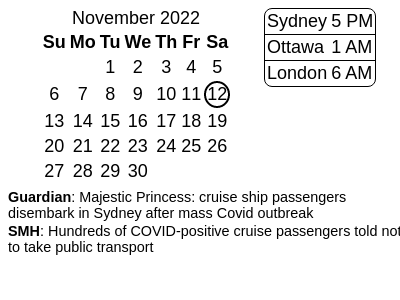 November 2022
Su Mo Tu We Th Fr Sa
1 2 3 4 5
6 7 8 9 10 11 12
13 14 15 16 17 18 19
20 21 22 23 24 25 26
27 28 29 30
Sydney 5 PM
Ottawa 1 AM
London 6 AM
Guardian: Majestic Princess: cruise ship passengers
disembark in Sydney after mass Covid outbreak
SMH: Hundreds of COVID-positive cruise passengers told not
to take public transport